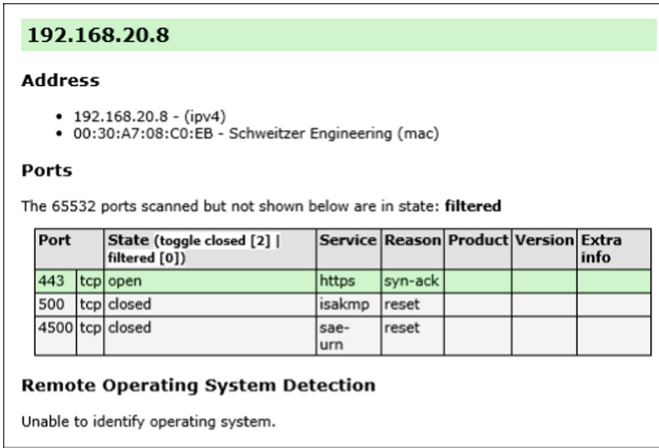 192.168.20.8
Address
• 192.168.20.8 - (ipv4)
• 00:30:A7:08:C0:EB - Schweitzer Engineering (mac)
Ports
The 65532 ports scanned but not shown below are in state: filtered
Port State (toggle closed [2] | filtered [0]) Service Reason Product Version Extra info
443 tcp open https syn-ack
500 tcp closed isakmp reset
4500 tcp closed sae-urn reset
Remote Operating System Detection
Unable to identify operating system.